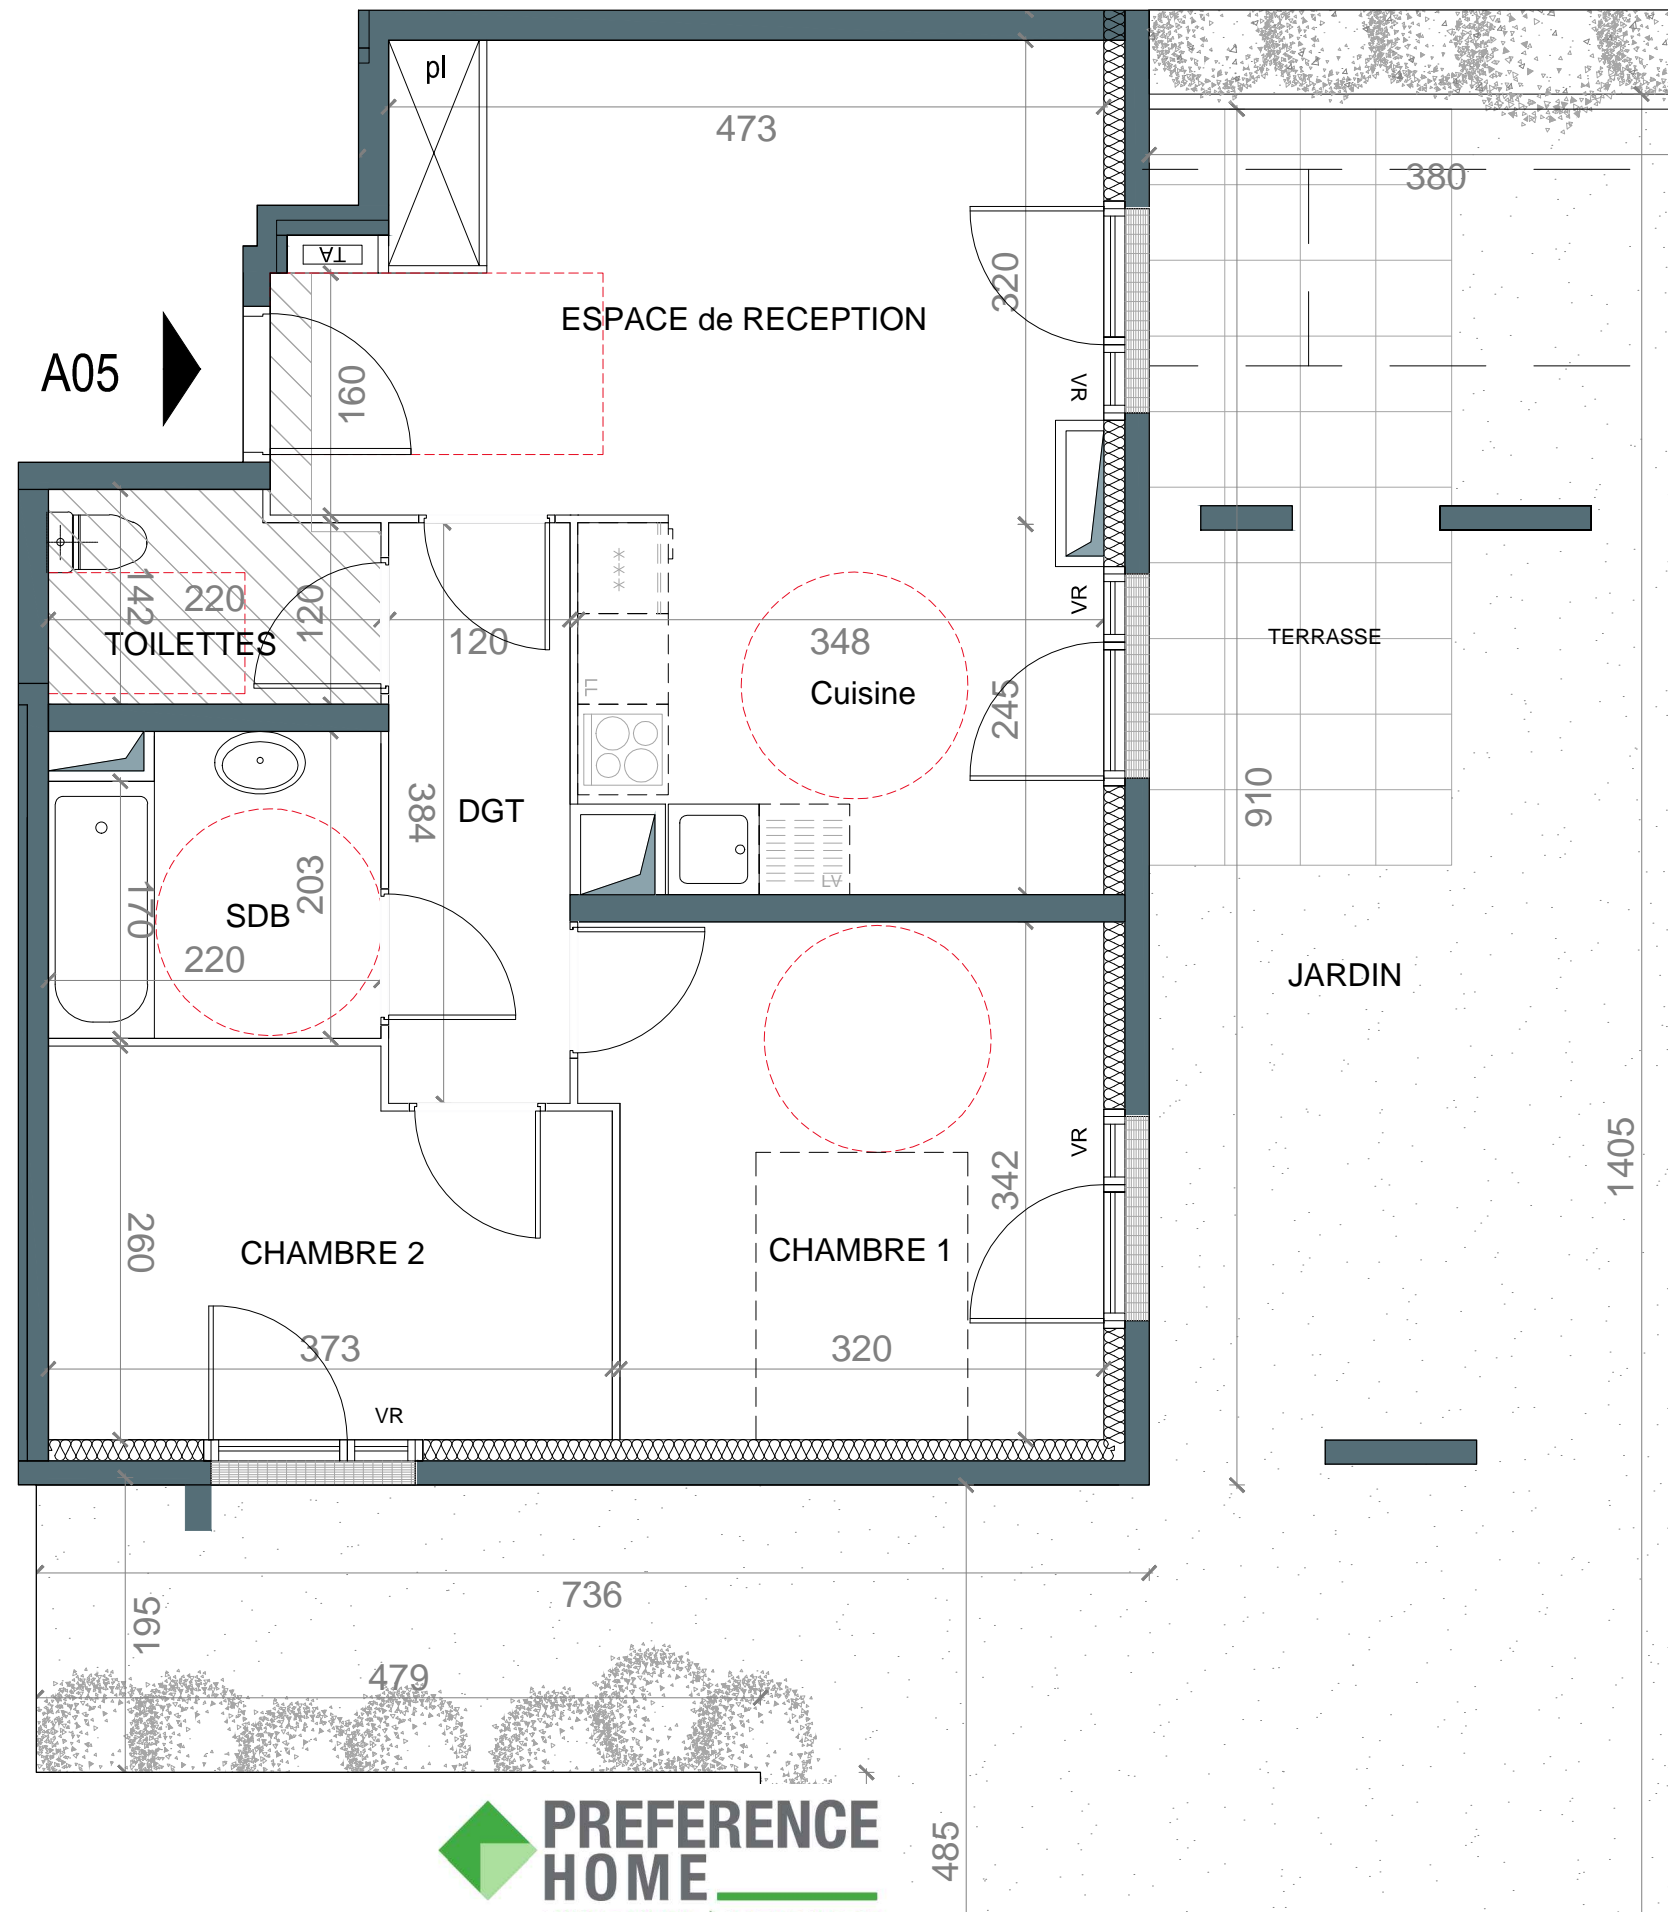 pl
473
380
TA
320
ESPACE de RECEPTION
A05
160
VR
VR
142
220
120
TOILETTES
120
348
TERRASSE
F
Cuisine
245
910
384
DGT
203
170
SDB
220
LV
JARDIN
1405
VR
342
260
CHAMBRE 2
CHAMBRE 1
373
320
VR
736
195
479
485
PREFERENCE
HOME